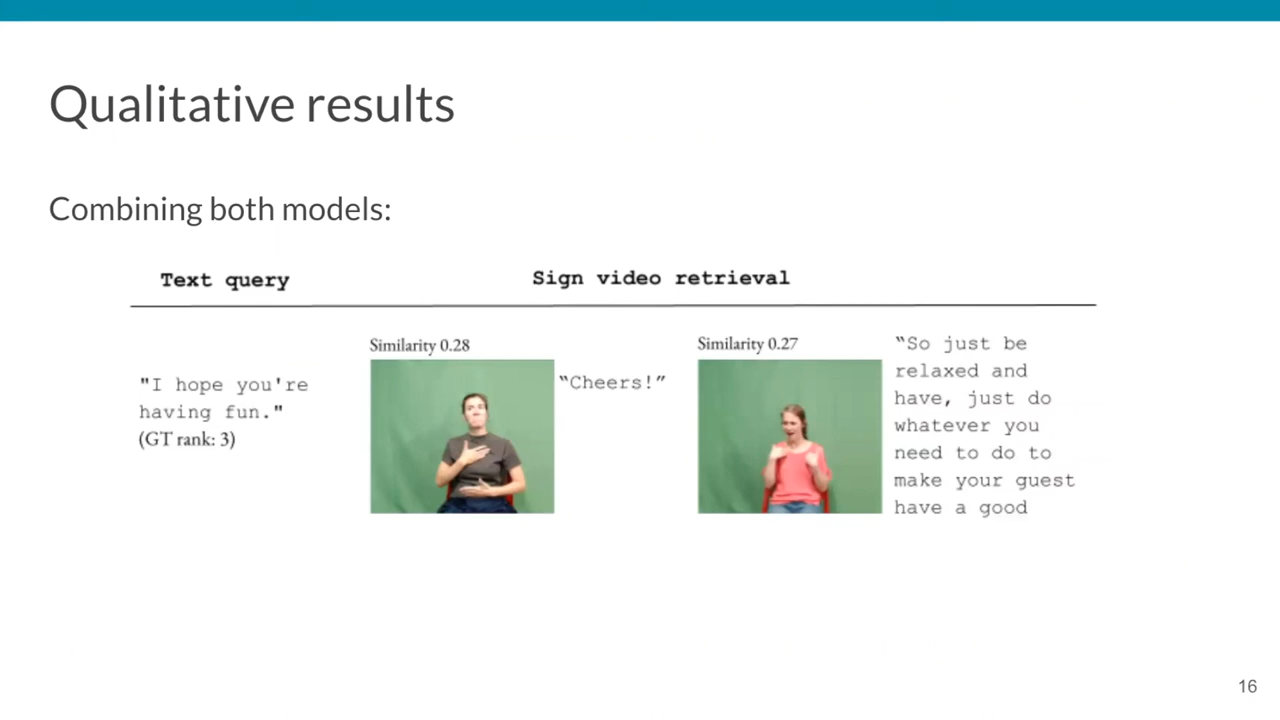 Qualitative results
Combining both models:
Text query
Sign video retrieval
"I hope you're
having fun."
(GT rank: 3)
Similarity 0.28
“Cheers!”
Similarity 0.27
“So just be
relaxed and
have, just do
whatever you
need to do to
make your guest
have a good
16